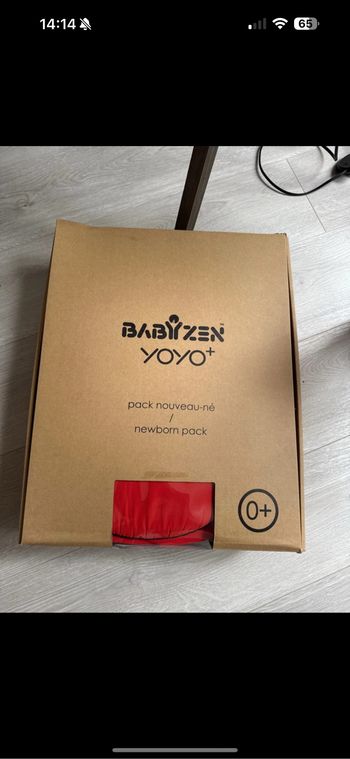 14:14
65
BABYZEN
YOYO+
pack nouveau-né
/
newborn pack
0+